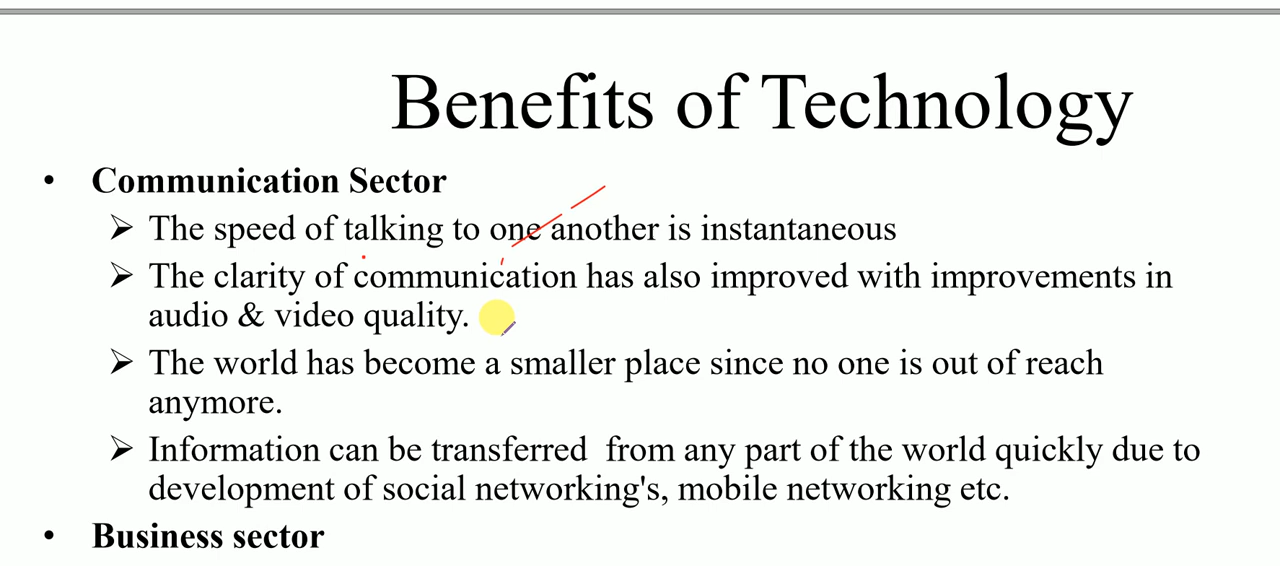 Benefits of Technology
• Communication Sector
➢ The speed of talking to one another is instantaneous
➢ The clarity of communication has also improved with improvements in
audio & video quality.
➢ The world has become a smaller place since no one is out of reach
anymore.
➢ Information can be transferred  from any part of the world quickly due to
development of social networking's, mobile networking etc.
• Business sector